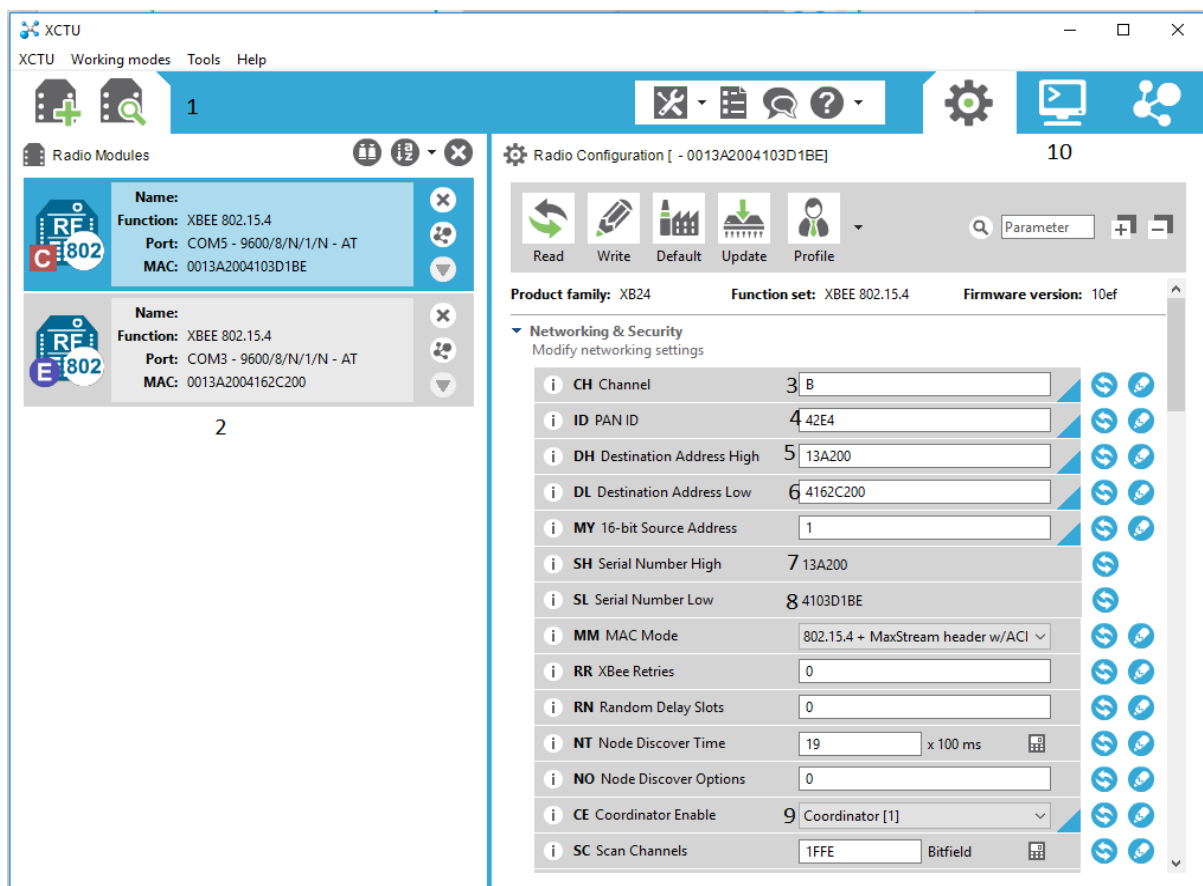 XCTU
XCTU Working modes Tools Help
1
10
Radio Modules
Name:
Function: XBEE 802.15.4
Port: COM5 - 9600/8/N/1/N - AT
MAC: 0013A2004103D1BE
RF
C 802
Name:
Function: XBEE 802.15.4
Port: COM3 - 9600/8/N/1/N - AT
MAC: 0013A2004162C200
RF
E 802
2
Radio Configuration [ - 0013A2004103D1BE]
Read Write Default Update Profile
Parameter
Product family: XB24 Function set: XBEE 802.15.4 Firmware version: 10ef
Networking & Security
Modify networking settings
i CH Channel 3 B
i ID PAN ID 4 42E4
i DH Destination Address High 5 13A200
i DL Destination Address Low 6 4162C200
i MY 16-bit Source Address 1
i SH Serial Number High 7 13A200
i SL Serial Number Low 8 4103D1BE
i MM MAC Mode 802.15.4 + MaxStream header w/ACI
i RR XBee Retries 0
i RN Random Delay Slots 0
i NT Node Discover Time 19 x 100 ms
i NO Node Discover Options 0
i CE Coordinator Enable 9 Coordinator [1]
i SC Scan Channels 1FFE Bitfield